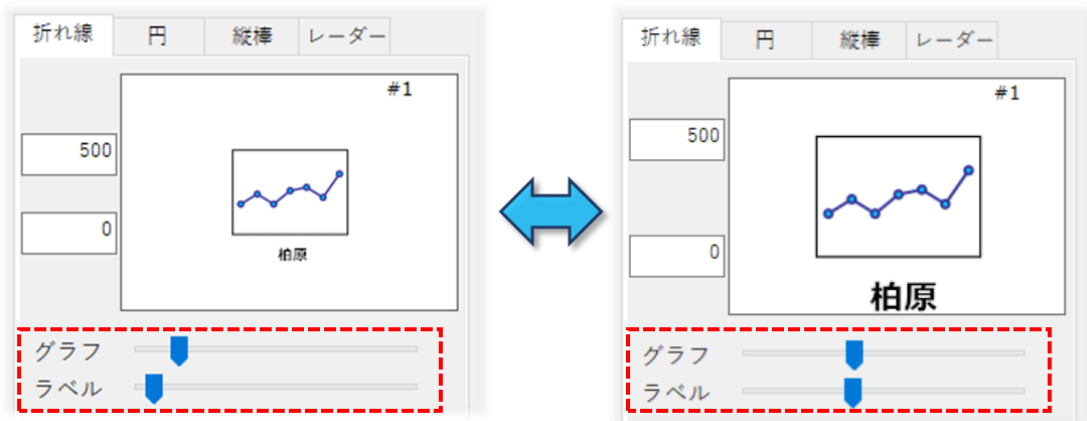 折れ線 円 縦棒 レーダー
#1
500
0
柏原
グラフ
ラベル
折れ線 円 縦棒 レーダー
#1
500
0
柏原
グラフ
ラベル